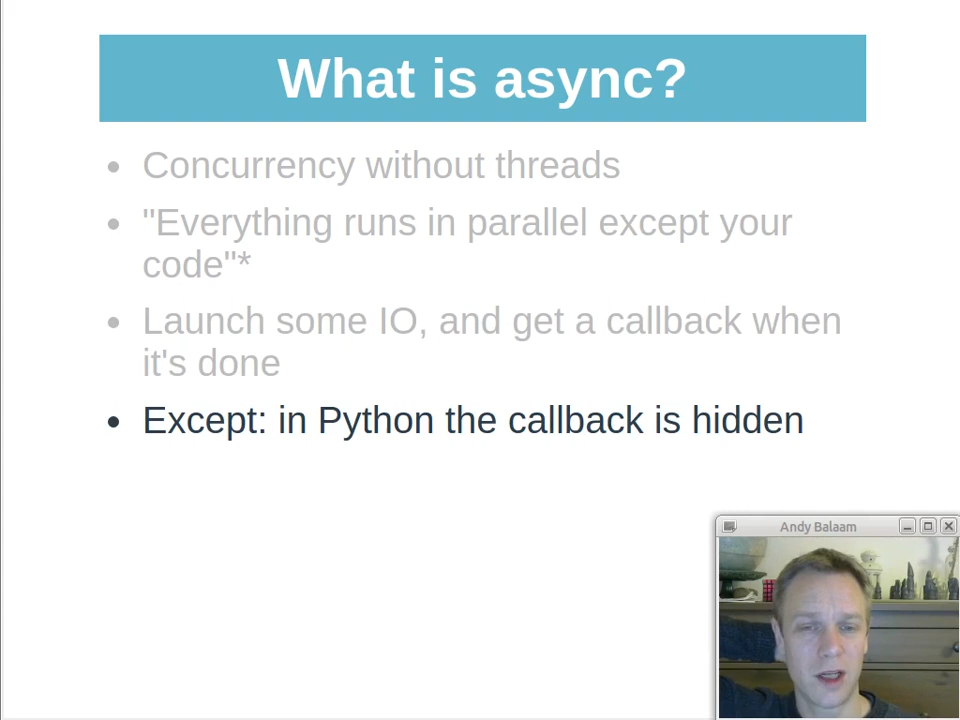 What is async?
• Concurrency without threads
• "Everything runs in parallel except your
code"*
• Launch some IO, and get a callback when
it's done
• Except: in Python the callback is hidden
Andy Balaam